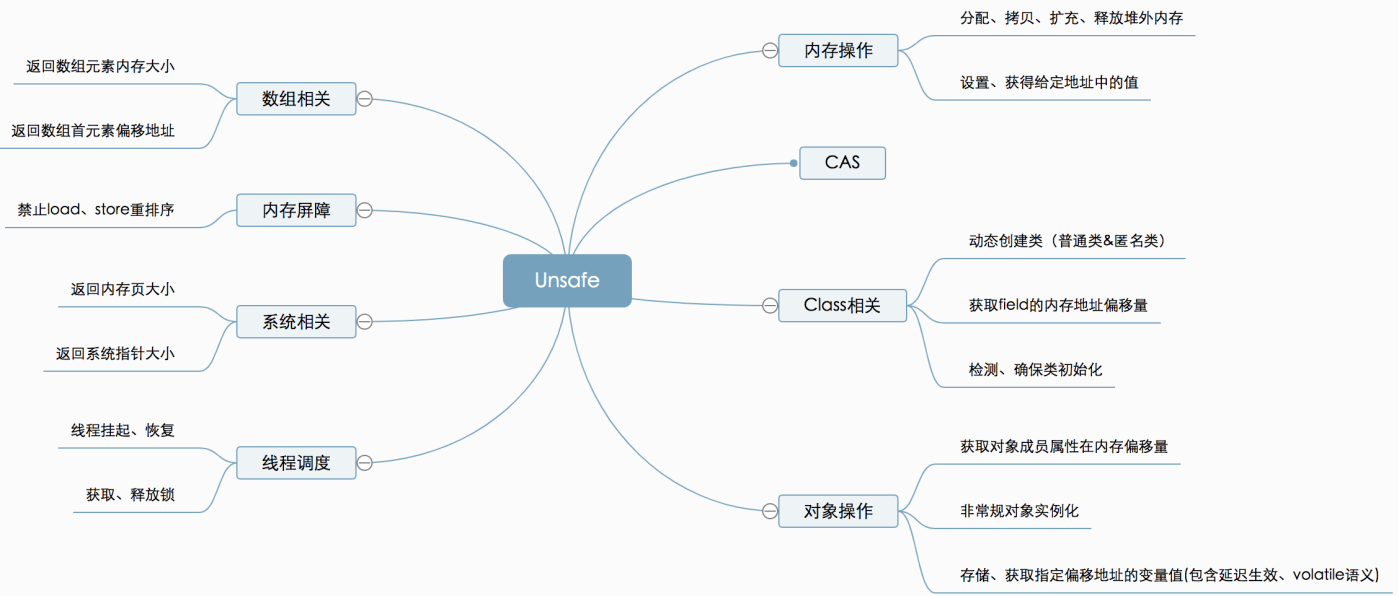 Unsafe
内存操作
分配、拷贝、扩充、释放堆外内存
设置、获得给定地址中的值
CAS
Class相关
动态创建类（普通类&匿名类）
获取field的内存地址偏移量
检测、确保类初始化
对象操作
获取对象成员属性在内存偏移量
非常规对象实例化
存储、获取指定偏移地址的变量值(包含延迟生效、volatile语义)
数组相关
返回数组元素内存大小
返回数组首元素偏移地址
内存屏障
禁止load、store重排序
系统相关
返回内存页大小
返回系统指针大小
线程调度
线程挂起、恢复
获取、释放锁